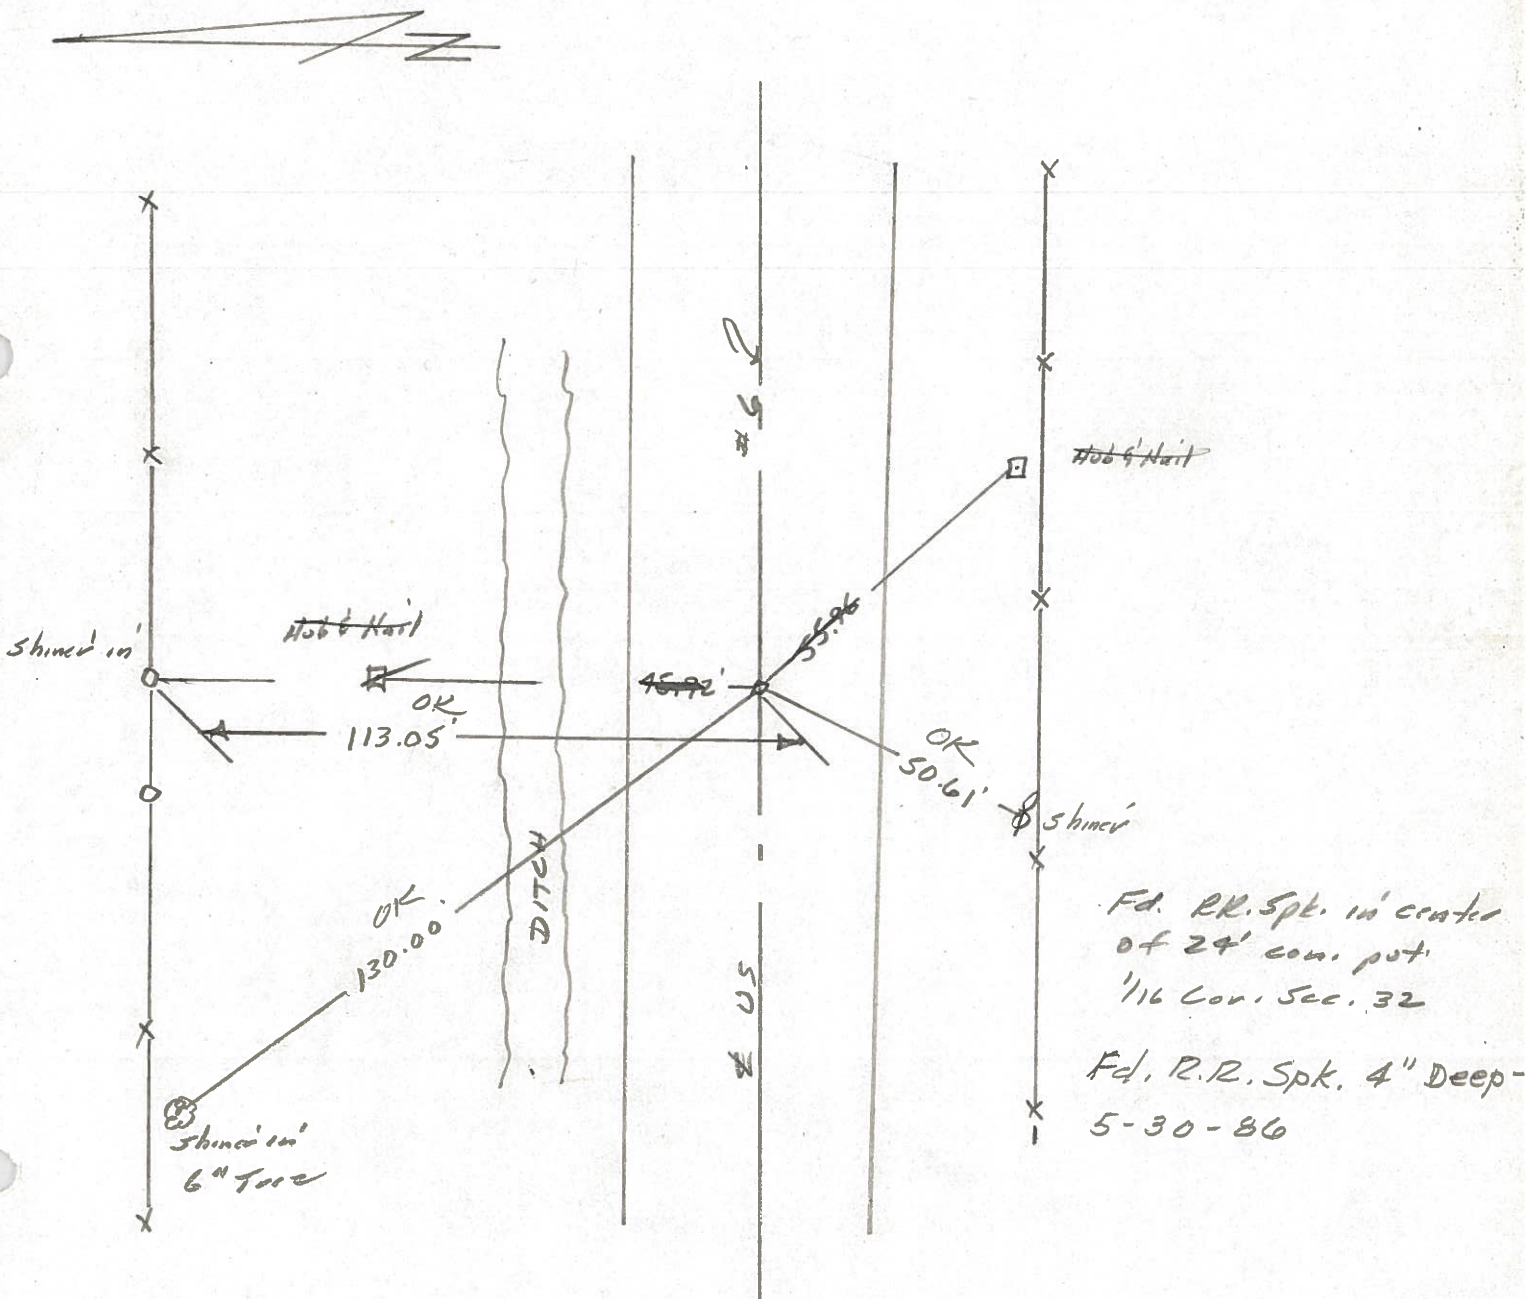 N
Hub & Nail
Hub & Nail
shiner in
55.96
45.92'
OK
113.05'
OK
50.61'
shiner
DITCH
OK
130.00'
US
Fd. RR. Spk. in center
of 24' con. pvt.
1/16 Cor. Sec. 32
Fd. R.R. Spk. 4" Deep-
5-30-86
shiner in
6" Tree